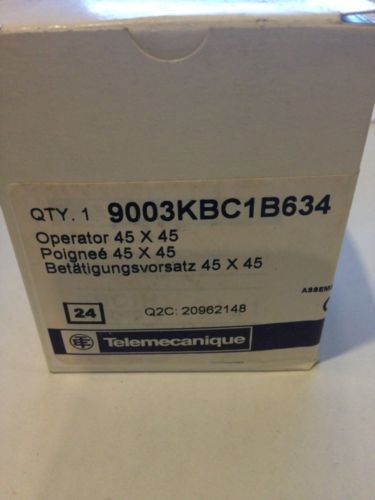 QTY. 1 9003KBC1B634
Operator 45 X 45
Poigneé 45 X 45
Betätigungsvorsatz 45 X 45
24 Q2C: 20962148
Telemecanique